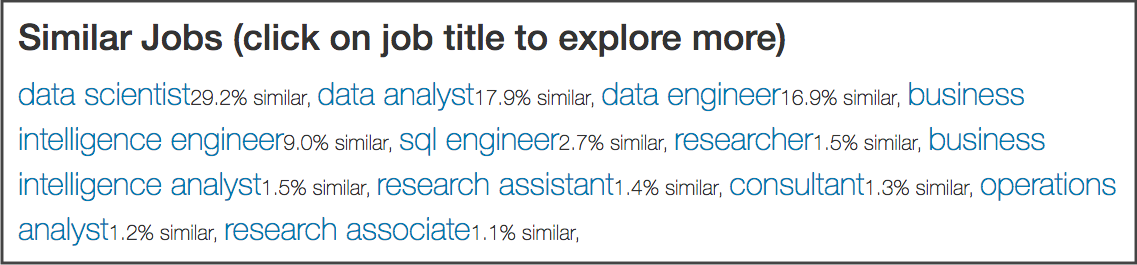 Similar Jobs (click on job title to explore more)
data scientist29.2% similar, data analyst17.9% similar, data engineer16.9% similar, business
intelligence engineer9.0% similar, sql engineer2.7% similar, researcher1.5% similar, business
intelligence analyst1.5% similar, research assistant1.4% similar, consultant1.3% similar, operations
analyst1.2% similar, research associate1.1% similar,